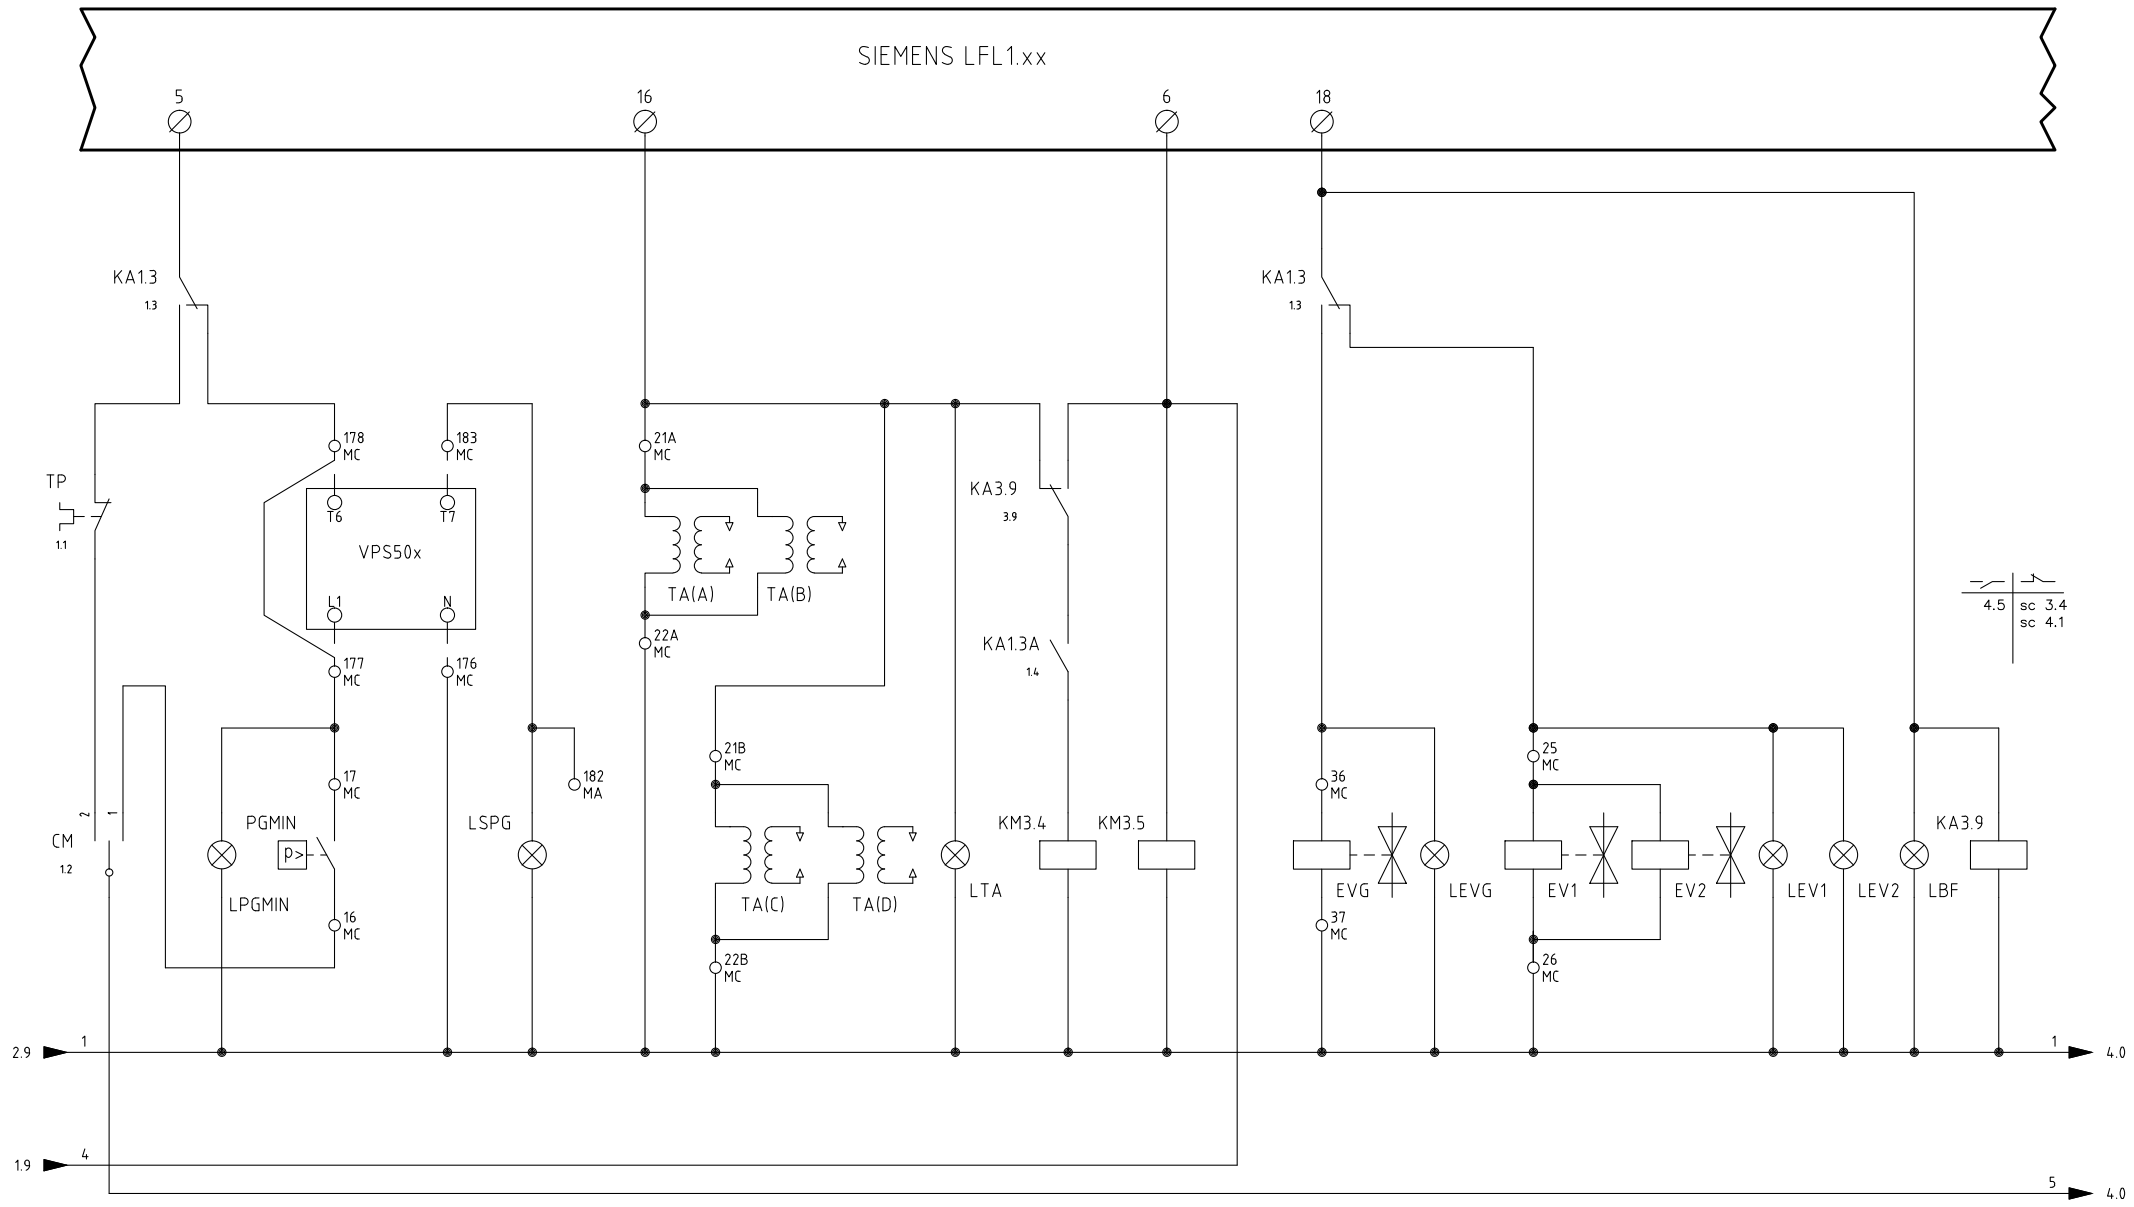 SIEMENS LFL1.xx
5
16
6
18
KA1.3
1.3
KA1.3
1.3
178
MC
183
MC
21A
MC
TP
1.1
T6
T7
VPS50x
L1
N
KA3.9
3.9
TA(A)
TA(B)
22A
MC
KA1.3A
1.4
4.5
sc 3.4
sc 4.1
177
MC
176
MC
21B
MC
25
MC
17
MC
182
MA
36
MC
2
1
CM
1.2
PGMIN
LSPG
KM3.4
KM3.5
KA3.9
P>
LPGMIN
16
MC
TA(C)
TA(D)
LTA
EVG
LEVG
EV1
EV2
LEV1
LEV2
LBF
37
MC
22B
MC
26
MC
2.9
1
1
4.0
1.9
4
5
4.0